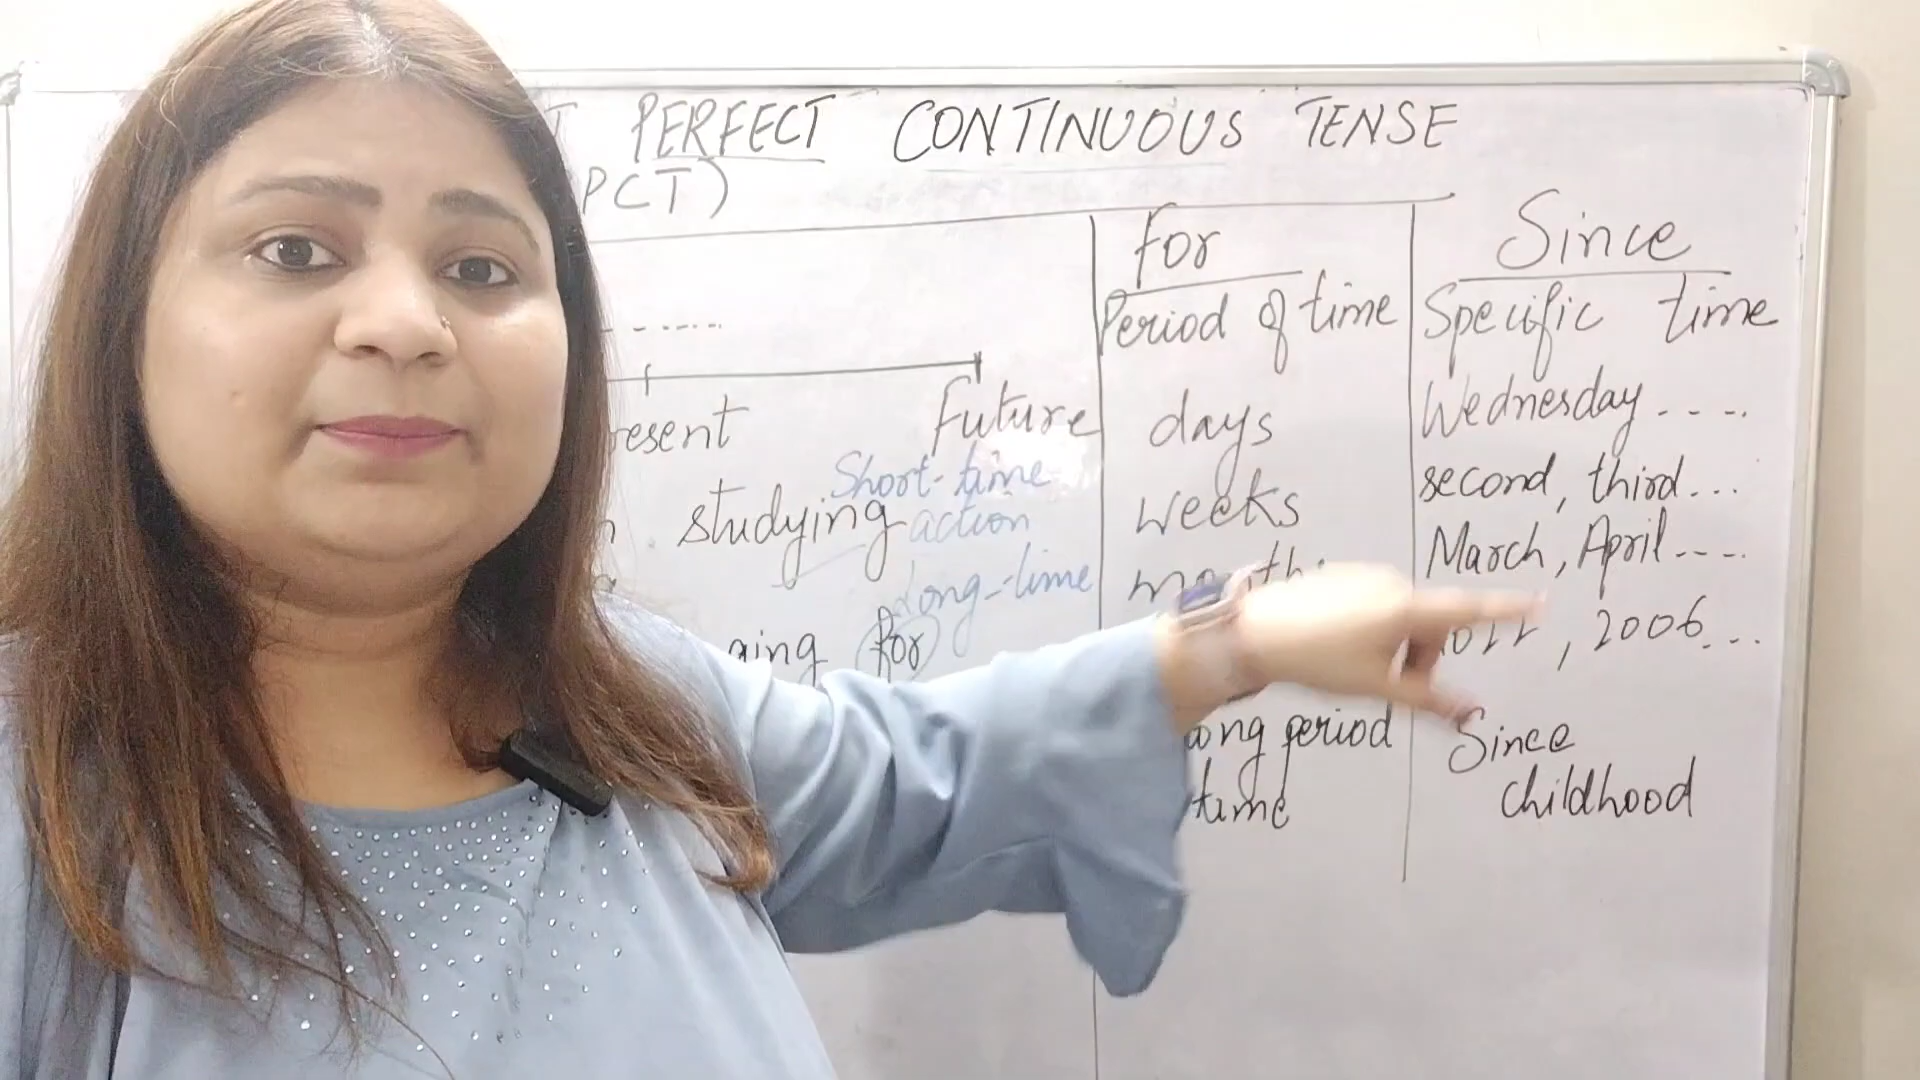 PERFECT CONTINUOUS TENSE
PCT)
resent
Future
studying
Short-time
action
Long-time
for
for
Period of time
days
weeks
long period
time
Since
Specific time
Wednesday....
second, third...
March, April....
, 2006...
Since
childhood